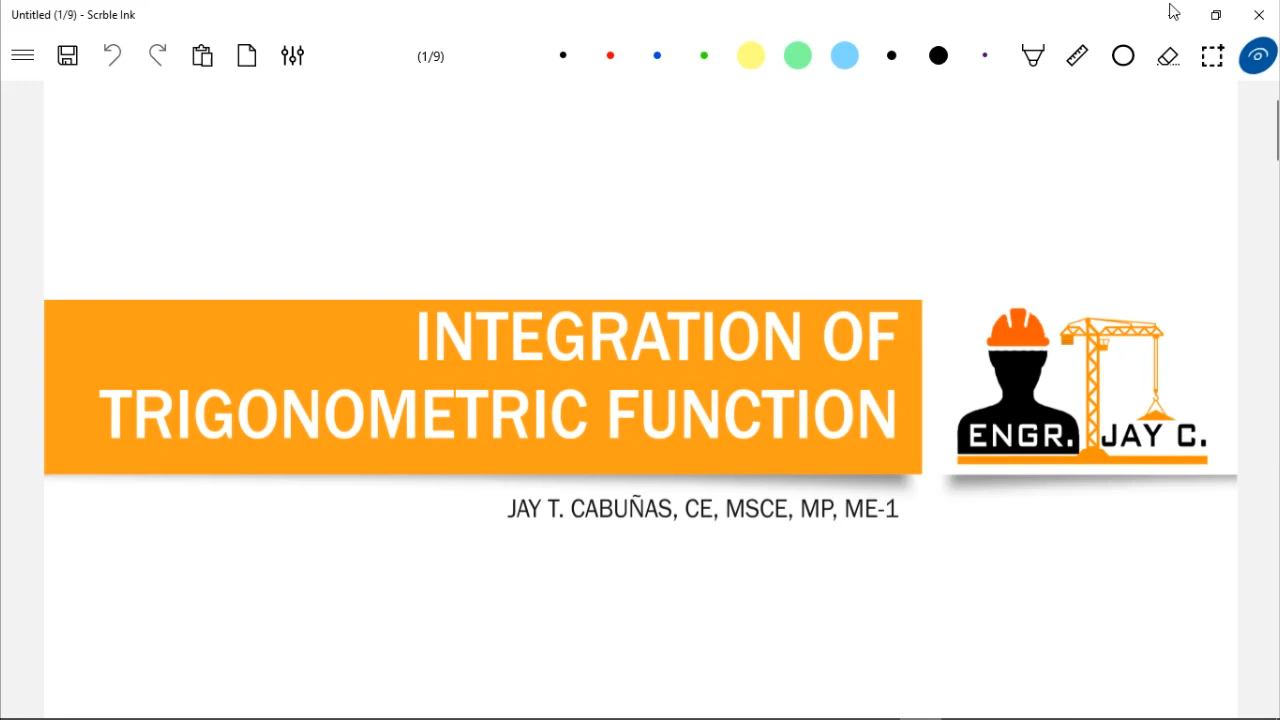 Untitled (1/9) - Scrble Ink
(1/9)
INTEGRATION OF
TRIGONOMETRIC FUNCTION
ENGR. JAY C.
JAY T. CABUÑAS, CE, MSCE, MP, ME-1